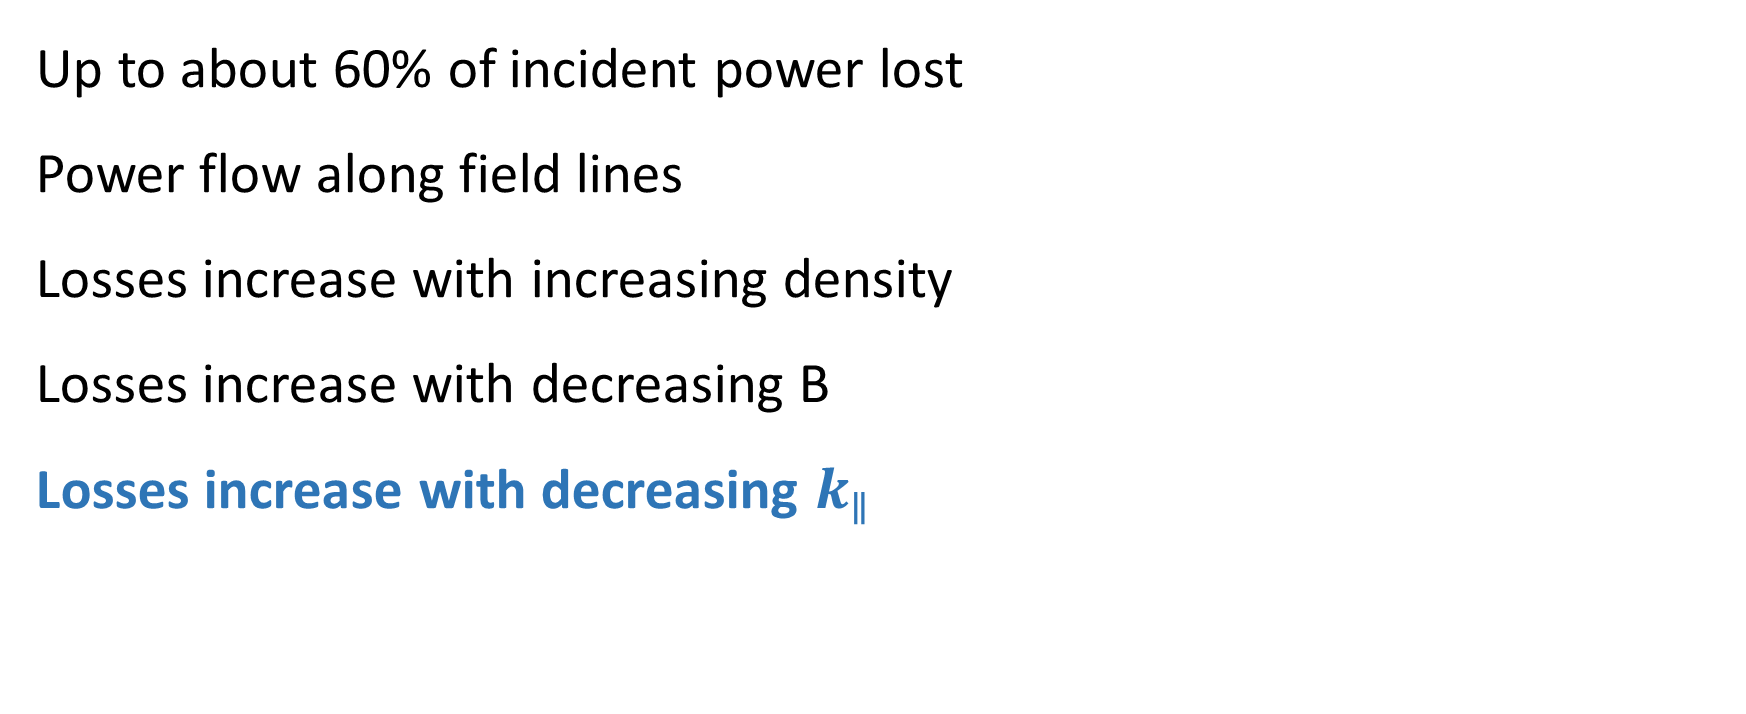 Up to about 60% of incident power lost
Power flow along field lines
Losses increase with increasing density
Losses increase with decreasing B
Losses increase with decreasing k∥